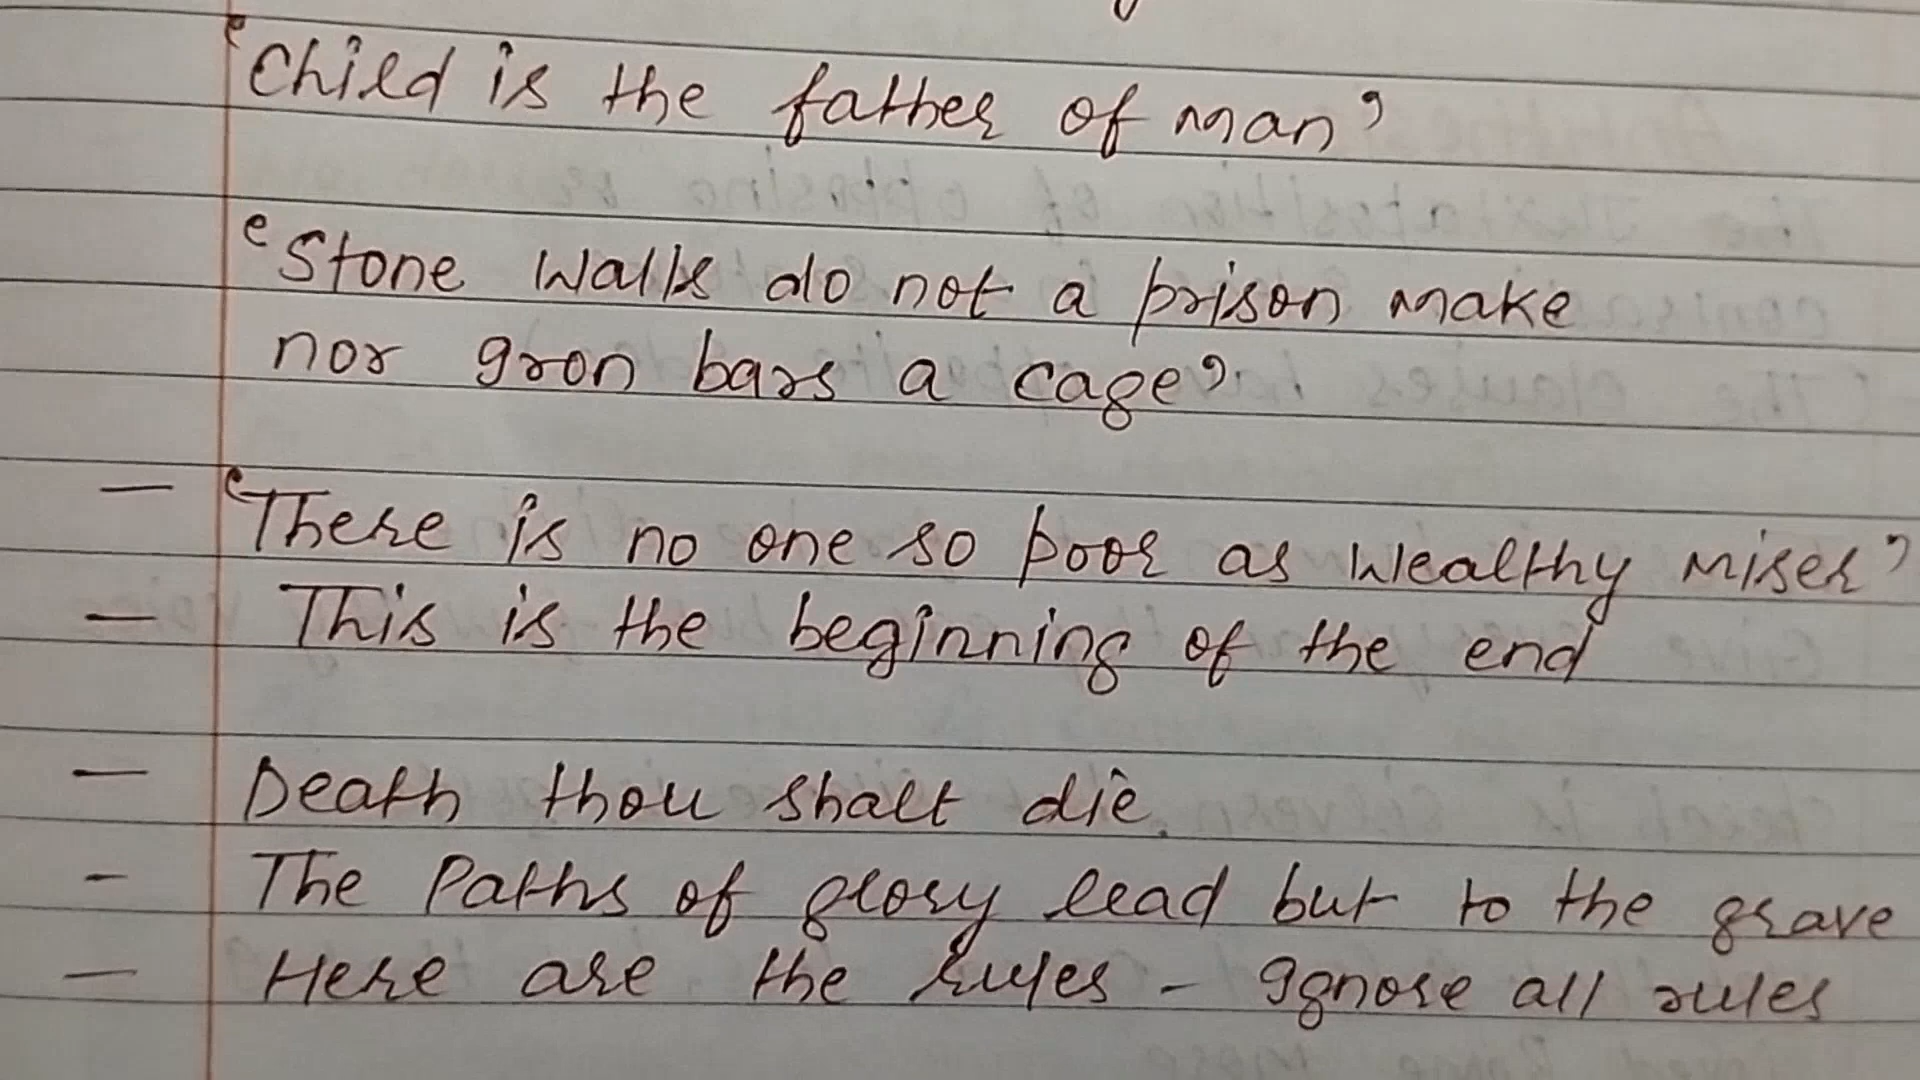 'Child is the father of man'
'Stone walls do not a prison make
nor Iron bars a cage'
— 'There is no one so poor as wealthy miser'
— This is the beginning of the end
— Death thou shalt die.
- The Paths of glory lead but to the grave
— Here are the rules - Ignore all rules